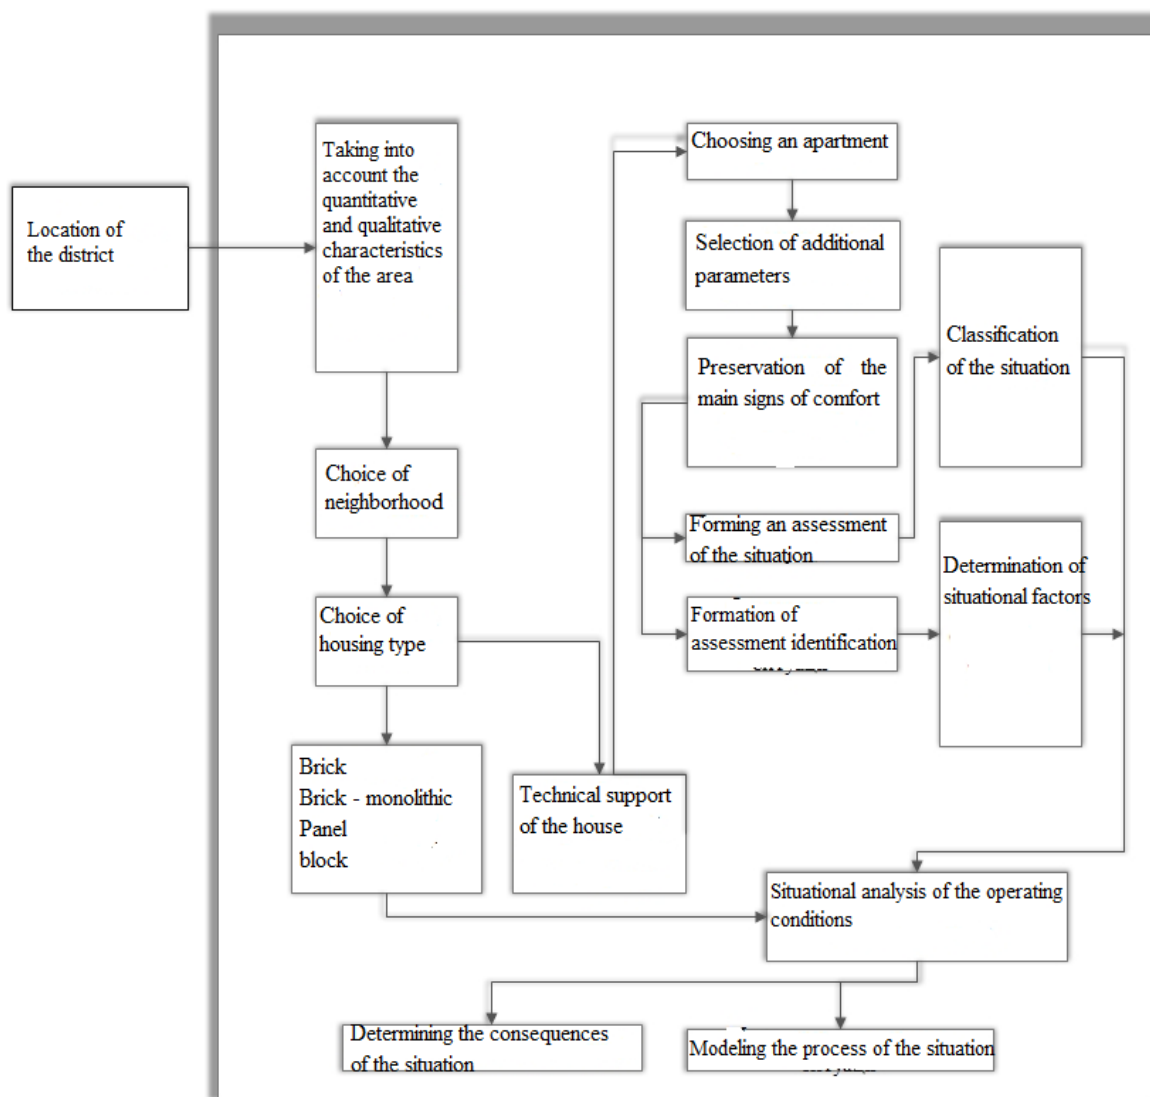 Location of
the district
Taking into
account the
quantitative
and qualitative
characteristics
of the area
Choice of
neighborhood
Choice of
housing type
Brick
Brick - monolithic
Panel
block
Technical support
of the house
Choosing an apartment
Selection of additional
parameters
Preservation of the
main signs of comfort
Forming an assessment
of the situation
Formation of
assessment identification
Classification
of the situation
Determination of
situational factors
Situational analysis of the operating
conditions
Determining the consequences
of the situation
Modeling the process of the situation